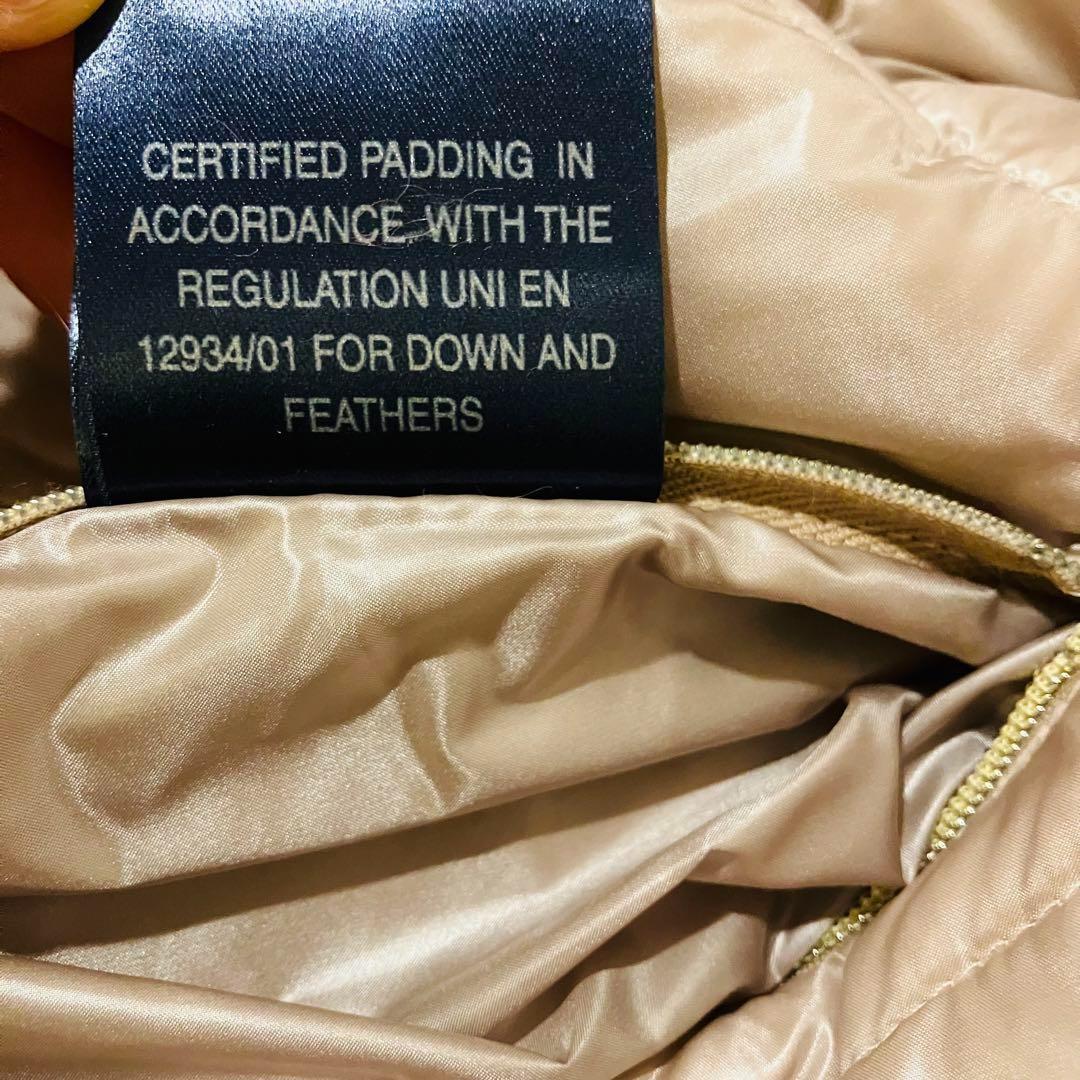 CERTIFIED PADDING IN
ACCORDANCE WITH THE
REGULATION UNI EN
12934/01 FOR DOWN AND
FEATHERS